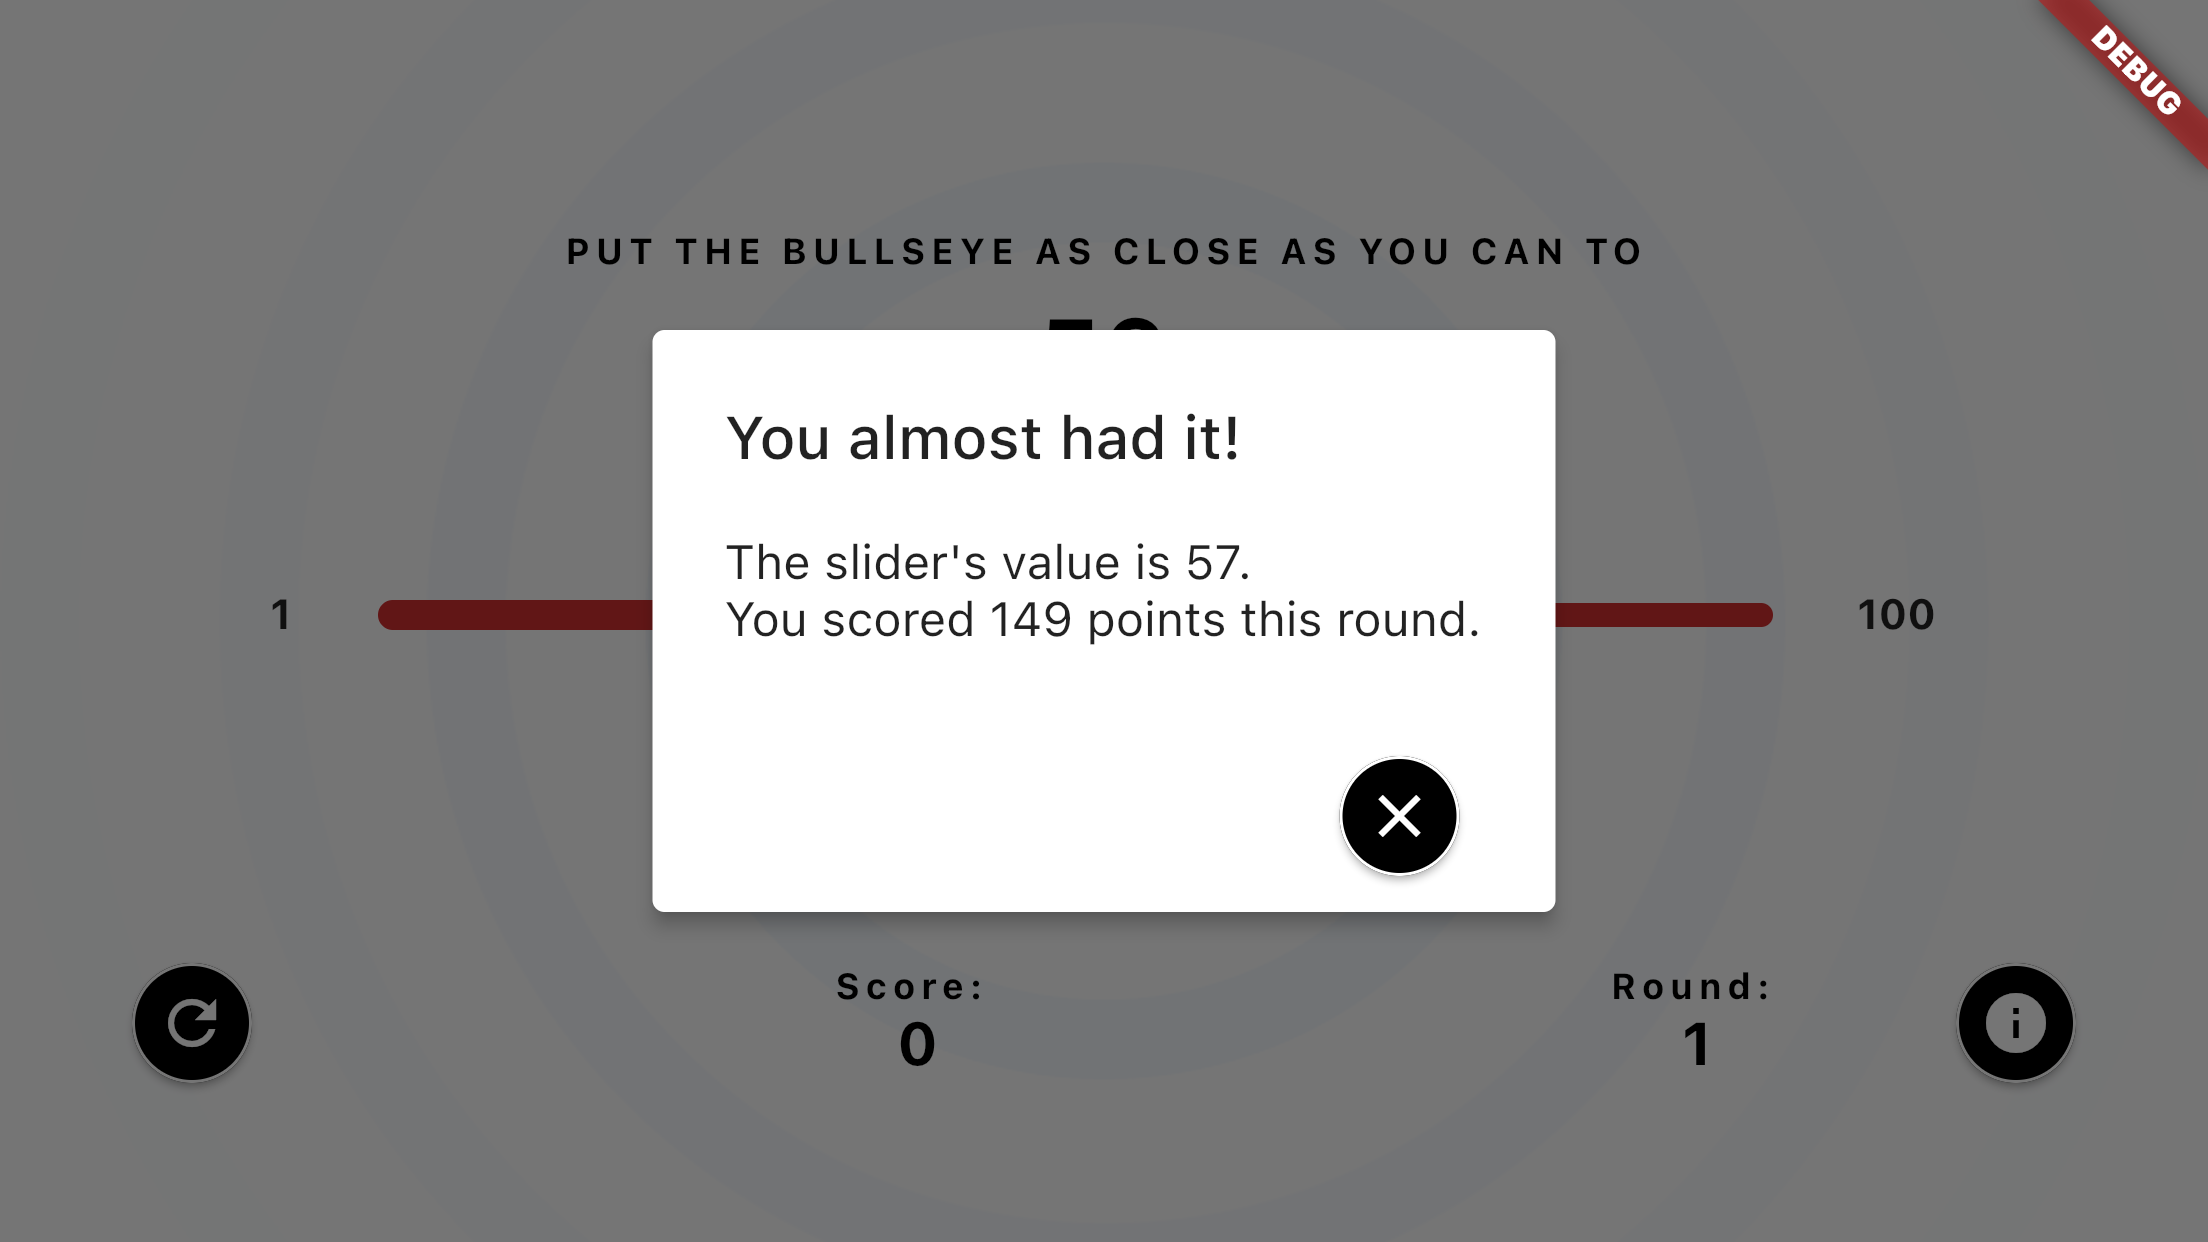 DEBUG
PUT THE BULLSEYE AS CLOSE AS YOU CAN TO
You almost had it!
The slider's value is 57.
You scored 149 points this round.
1
100
Score:
0
Round:
1